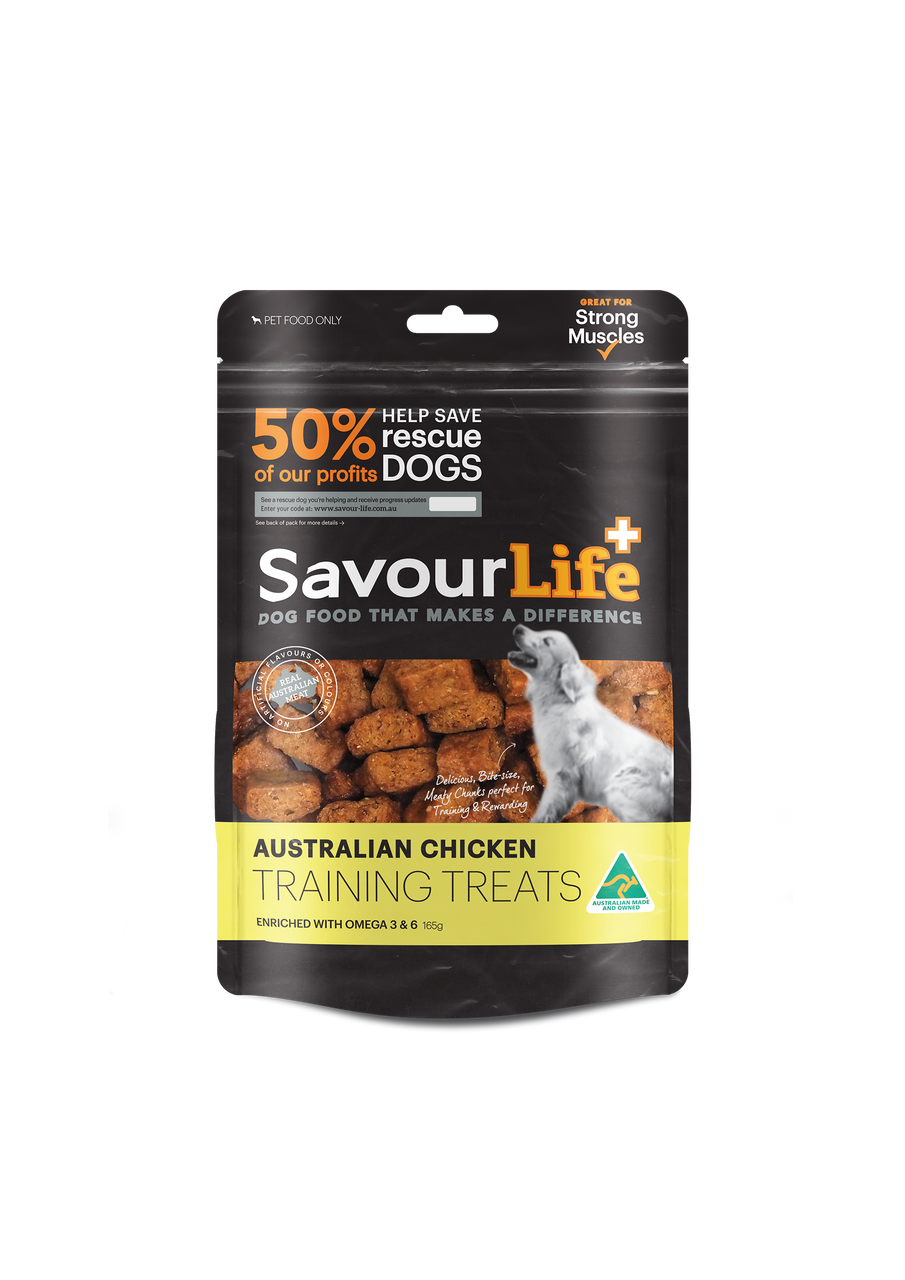 PET FOOD ONLY
GREAT FOR
Strong
Muscles
50% HELP SAVE
rescue
of our profits DOGS
See a rescue dog you're helping and receive progress updates
Enter your code at: www.savour-life.com.au
See back of pack for more details →
SavourLife
DOG FOOD THAT MAKES A DIFFERENCE
NO ARTIFICIAL FLAVOURS OR COLOURS
REAL
AUSTRALIAN
MEAT
Delicious, Bite-size,
Meaty Chunks perfect for
Training & Rewarding
AUSTRALIAN CHICKEN
TRAINING TREATS
AUSTRALIAN MADE
AND OWNED
ENRICHED WITH OMEGA 3 & 6 165g